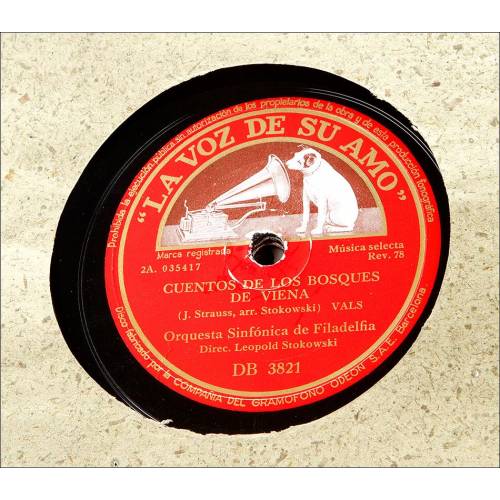 Prohibida la ejecución pública sin autorización de los propietarios de la obra y de esta producción fonográfica
"LA VOZ DE SU AMO"
Marca registrada
Música selecta
Rev. 78
2A. 035417
CUENTOS DE LOS BOSQUES
DE VIENA
(J. Strauss, arr. Stokowski) VALS
Orquesta Sinfónica de Filadelfia
Direc. Leopold Stokowski
DB 3821
Disco fabricado por la COMPAÑIA DEL GRAMOFONO ODEON S.A.E. Barcelona